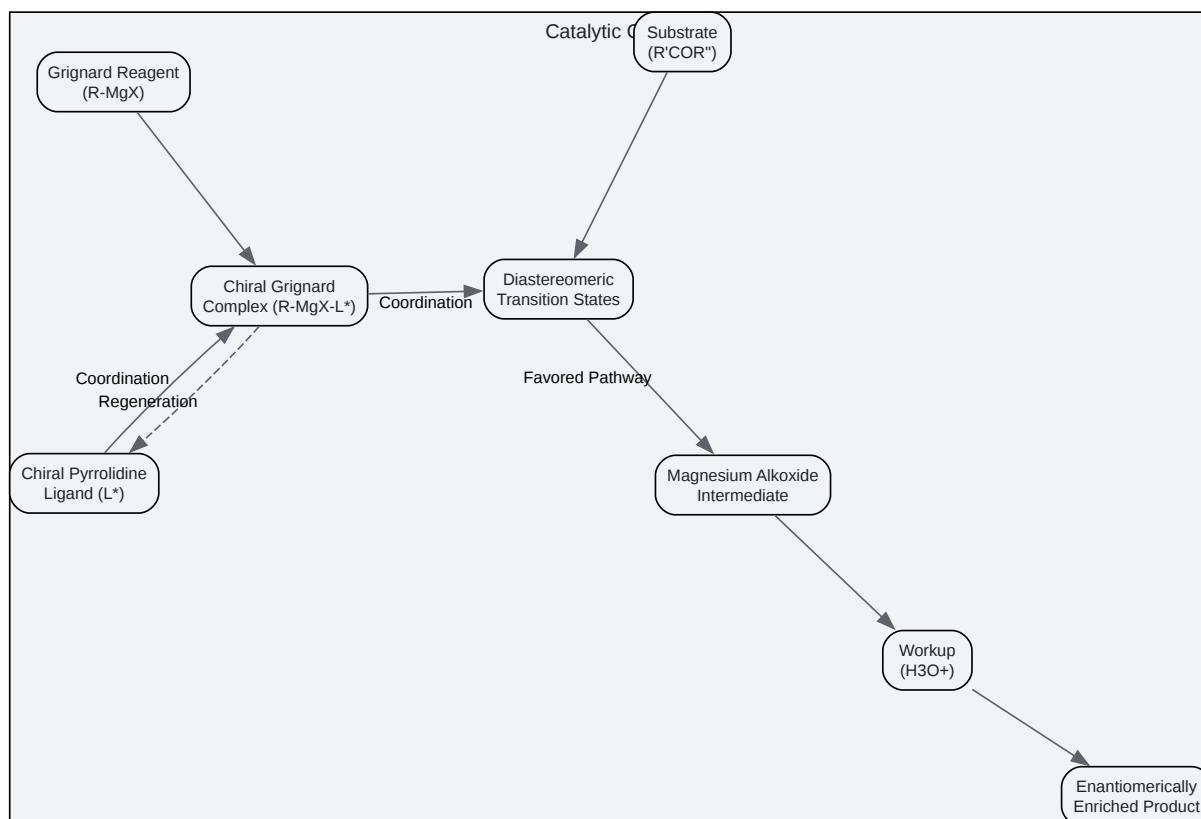 Catalytic
Substrate
(R'COR")
Grignard Reagent
(R-MgX)
Chiral Grignard
Complex (R-MgX-L*)
Coordination
Diastereomeric
Transition States
Coordination
Regeneration
Favored Pathway
Chiral Pyrrolidine
Ligand (L*)
Magnesium Alkoxide
Intermediate
Workup
(H3O+)
Enantiomerically
Enriched Product